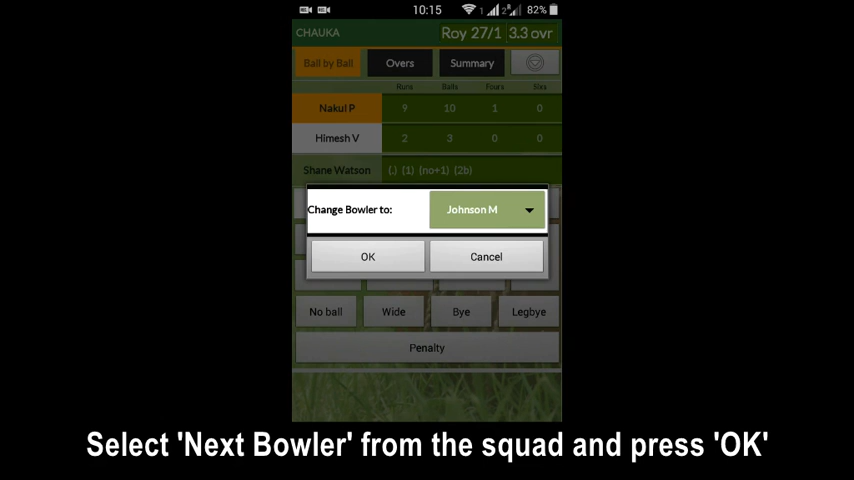 10:15 1 2 R 82%
CHAUKA Roy 27/1 3.3 ovr
Ball by Ball Overs Summary
Runs Balls Fours Sixs
Nakul P 9 10 1 0
Himesh V 2 3 0 0
Shane Watson (.) (1) (no+1) (2b)
Change Bowler to: Johnson M
OK Cancel
No ball Wide Bye Legbye
Penalty
Select 'Next Bowler' from the squad and press 'OK'